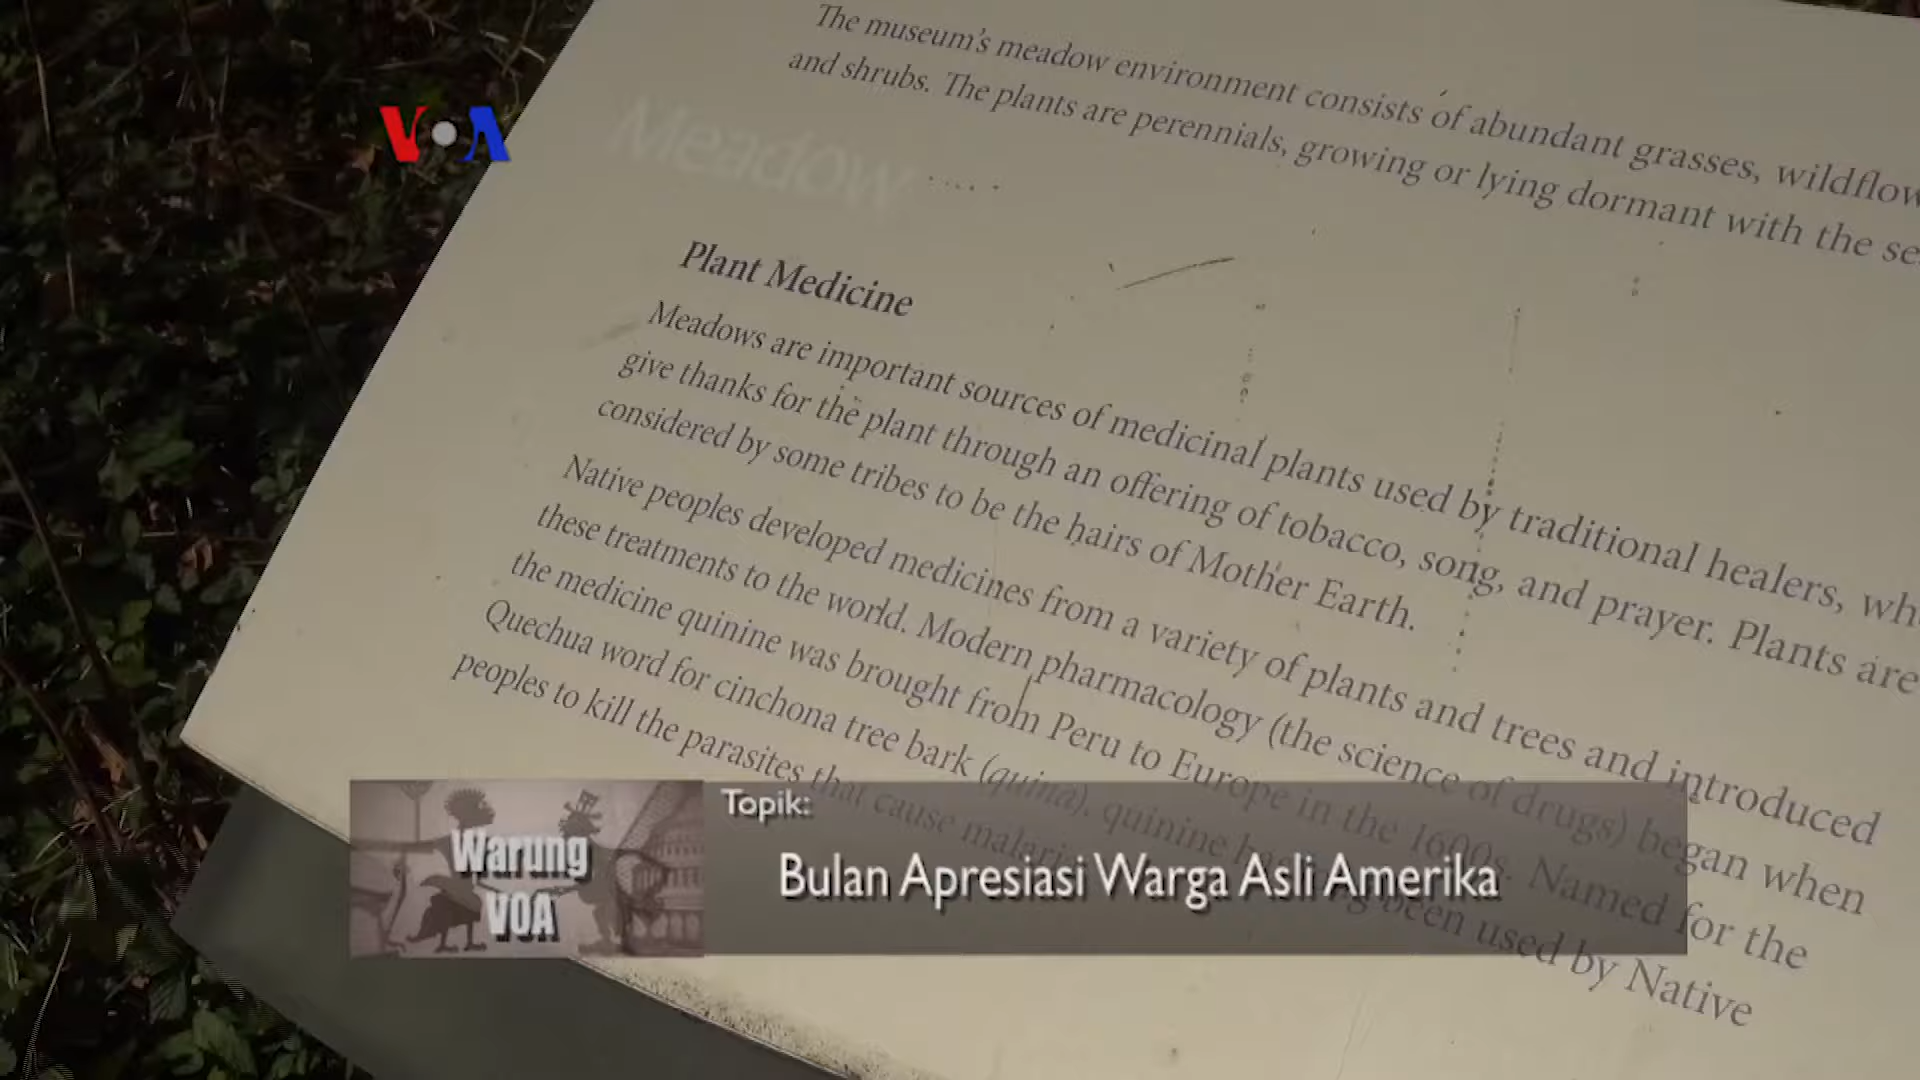 The museum's meadow environment consists of abundant grasses, wildflow
and shrubs. The plants are perennials, growing or lying dormant with the se
VOA
Meadow
Plant Medicine
Meadows are important sources of medicinal plants used by traditional healers, wh
give thanks for the plant through an offering of tobacco, song, and prayer. Plants are
considered by some tribes to be the hairs of Mother Earth.
Native peoples developed medicines from a variety of plants and trees and introduced
these treatments to the world. Modern pharmacology (the science of drugs) began when
the medicine quinine was brought from Peru to Europe in the 1600s. Named for the
Quechua word for cinchona tree bark (quina), quinine been used by Native
peoples to kill the parasites that cause malaria
Warung
VOA
Topik:
Bulan Apresiasi Warga Asli Amerika